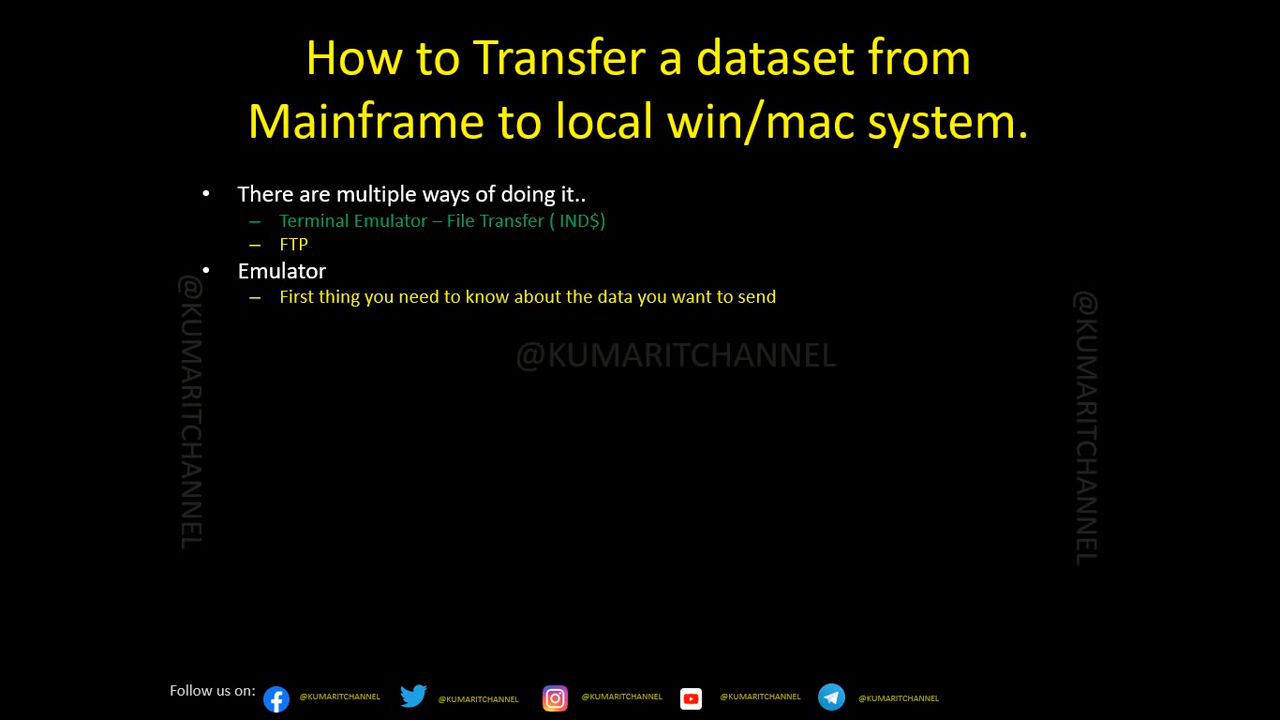 How to Transfer a dataset from
Mainframe to local win/mac system.
• There are multiple ways of doing it..
– Terminal Emulator – File Transfer ( IND$)
– FTP
• Emulator
– First thing you need to know about the data you want to send
@KUMARITCHANNEL
@KUMARITCHANNEL
@KUMARITCHANNEL
Follow us on: @KUMARITCHANNEL @KUMARITCHANNEL @KUMARITCHANNEL @KUMARITCHANNEL @KUMARITCHANNEL